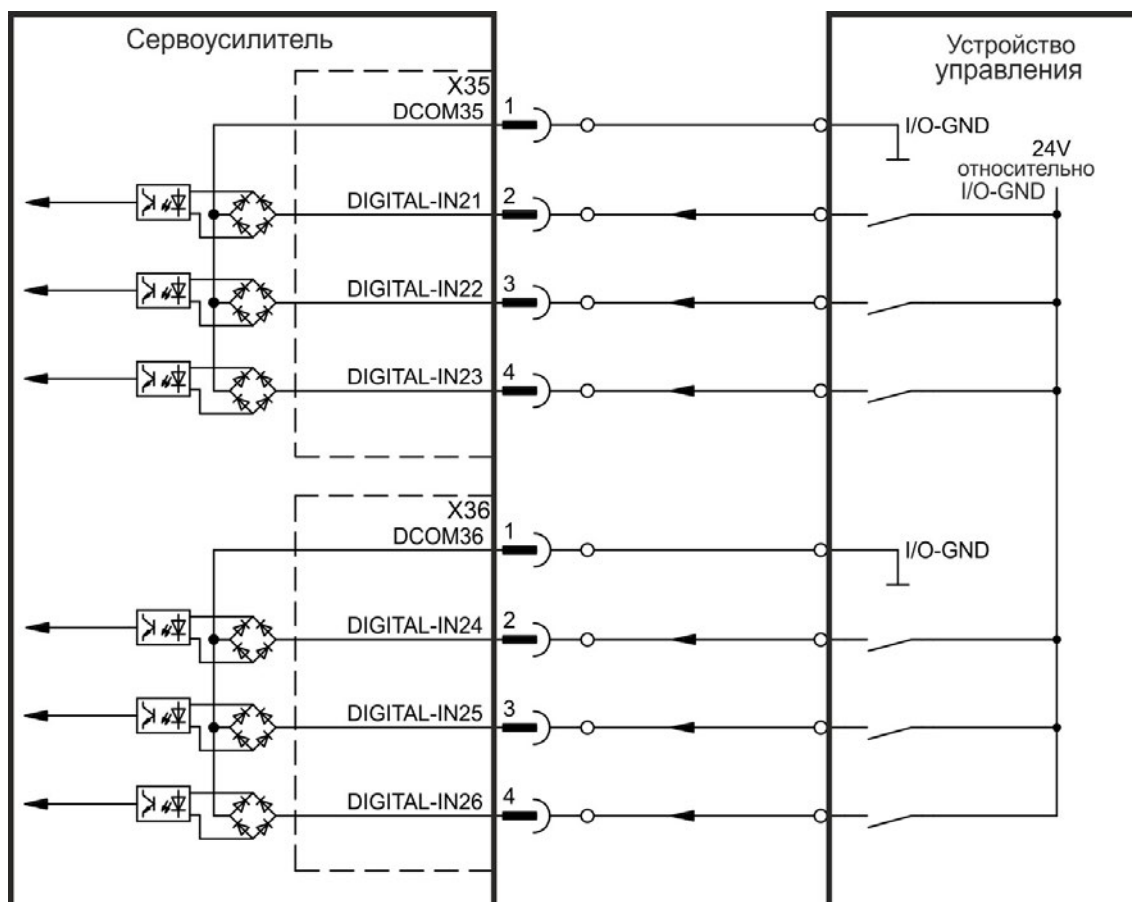 Сервоусилитель
Устройство
управления
X35
DCOM35
1
I/O-GND
24V
относительно
I/O-GND
DIGITAL-IN21
2
DIGITAL-IN22
3
DIGITAL-IN23
4
X36
DCOM36
1
I/O-GND
DIGITAL-IN24
2
DIGITAL-IN25
3
DIGITAL-IN26
4